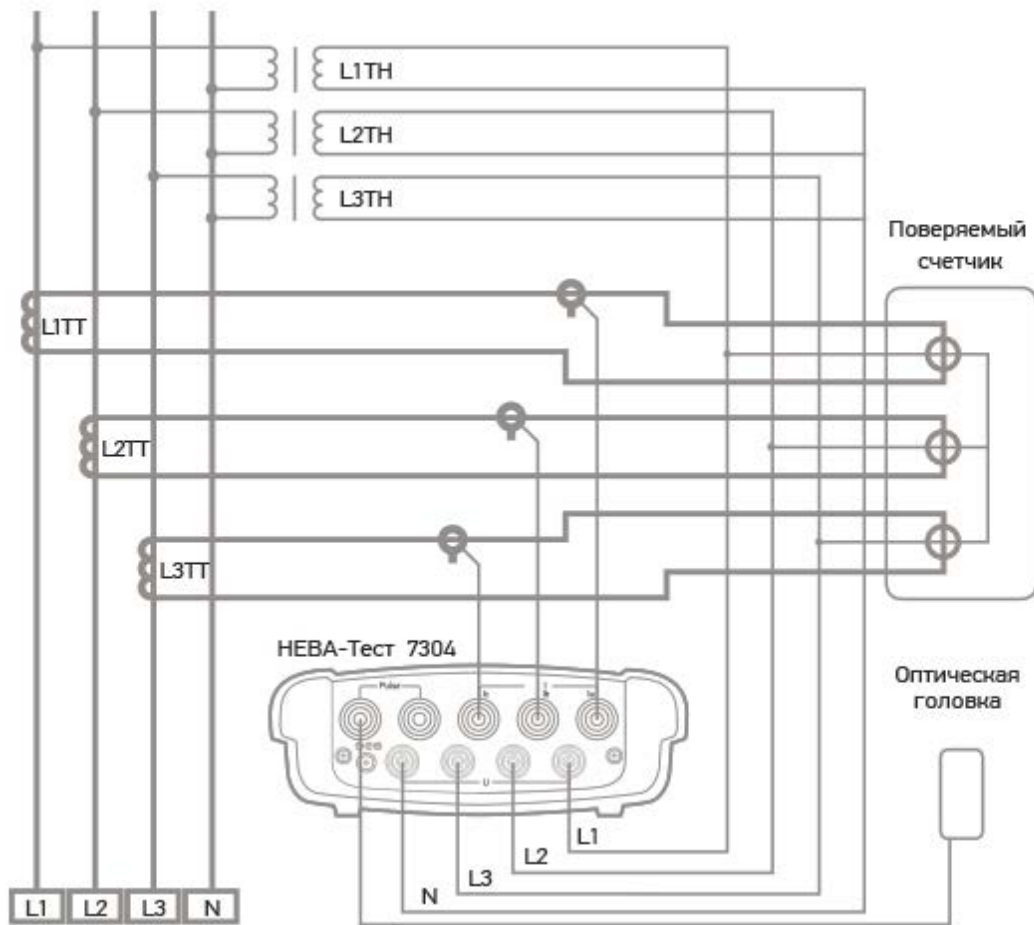 L1TH
L2TH
L3TH
Поверяемый
счетчик
L1TT
L2TT
L3TT
НЕВА-Тест 7304
Оптическая
головка
Pulse
I
U
L1
L2
L3
N
L1 L2 L3 N